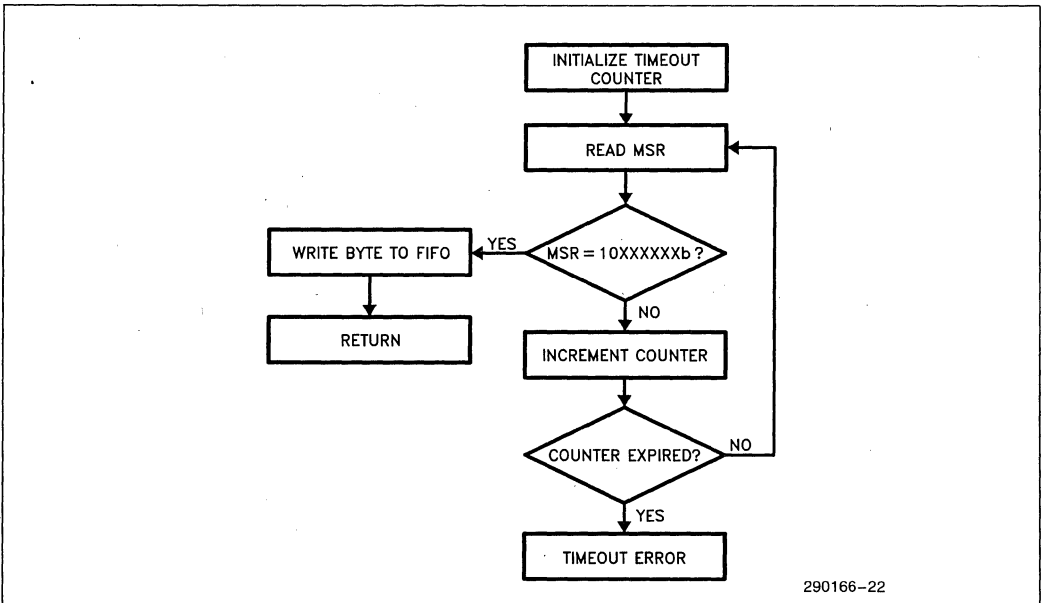 INITIALIZE TIMEOUT
COUNTER
READ MSR
MSR = 10XXXXXXb ?
YES
WRITE BYTE TO FIFO
RETURN
NO
INCREMENT COUNTER
COUNTER EXPIRED?
NO
YES
TIMEOUT ERROR
290166-22